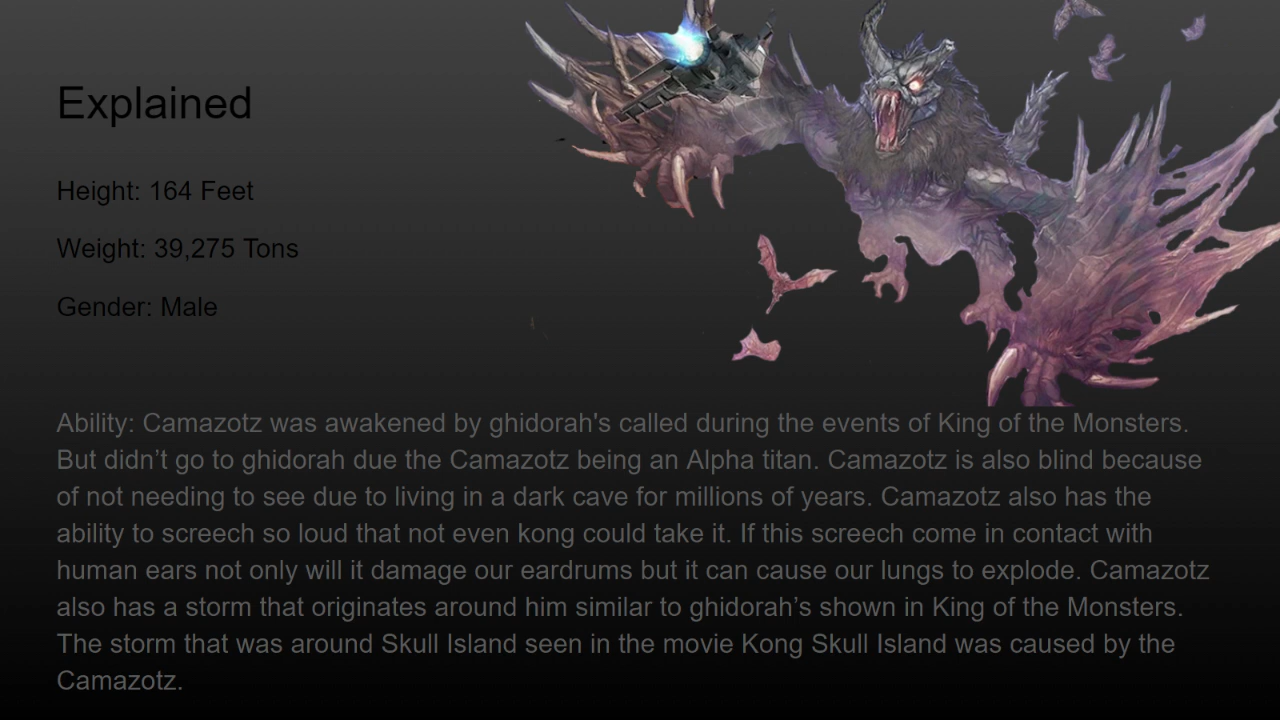 Explained
Height: 164 Feet
Weight: 39,275 Tons
Gender: Male
Ability: Camazotz was awakened by ghidorah's called during the events of King of the Monsters.
But didn’t go to ghidorah due the Camazotz being an Alpha titan. Camazotz is also blind because
of not needing to see due to living in a dark cave for millions of years. Camazotz also has the
ability to screech so loud that not even kong could take it. If this screech come in contact with
human ears not only will it damage our eardrums but it can cause our lungs to explode. Camazotz
also has a storm that originates around him similar to ghidorah’s shown in King of the Monsters.
The storm that was around Skull Island seen in the movie Kong Skull Island was caused by the
Camazotz.